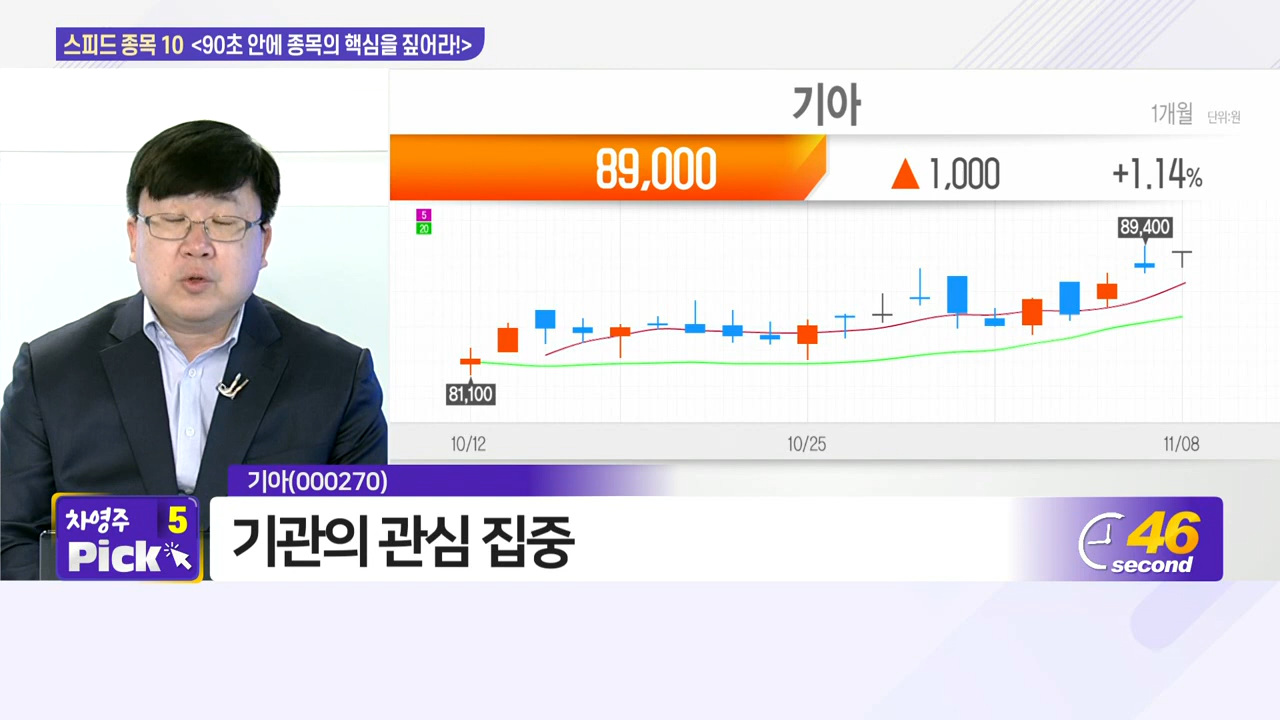 스피드 종목 10 <90초 안에 종목의 핵심을 짚어라!>
기아
1개월 단위:원
89,000 ▲ 1,000 +1.14%
5
20
89,400
81,100
10/12 10/25 11/08
기아(000270)
차영주 5
Pick
기관의 관심 집중
46
second